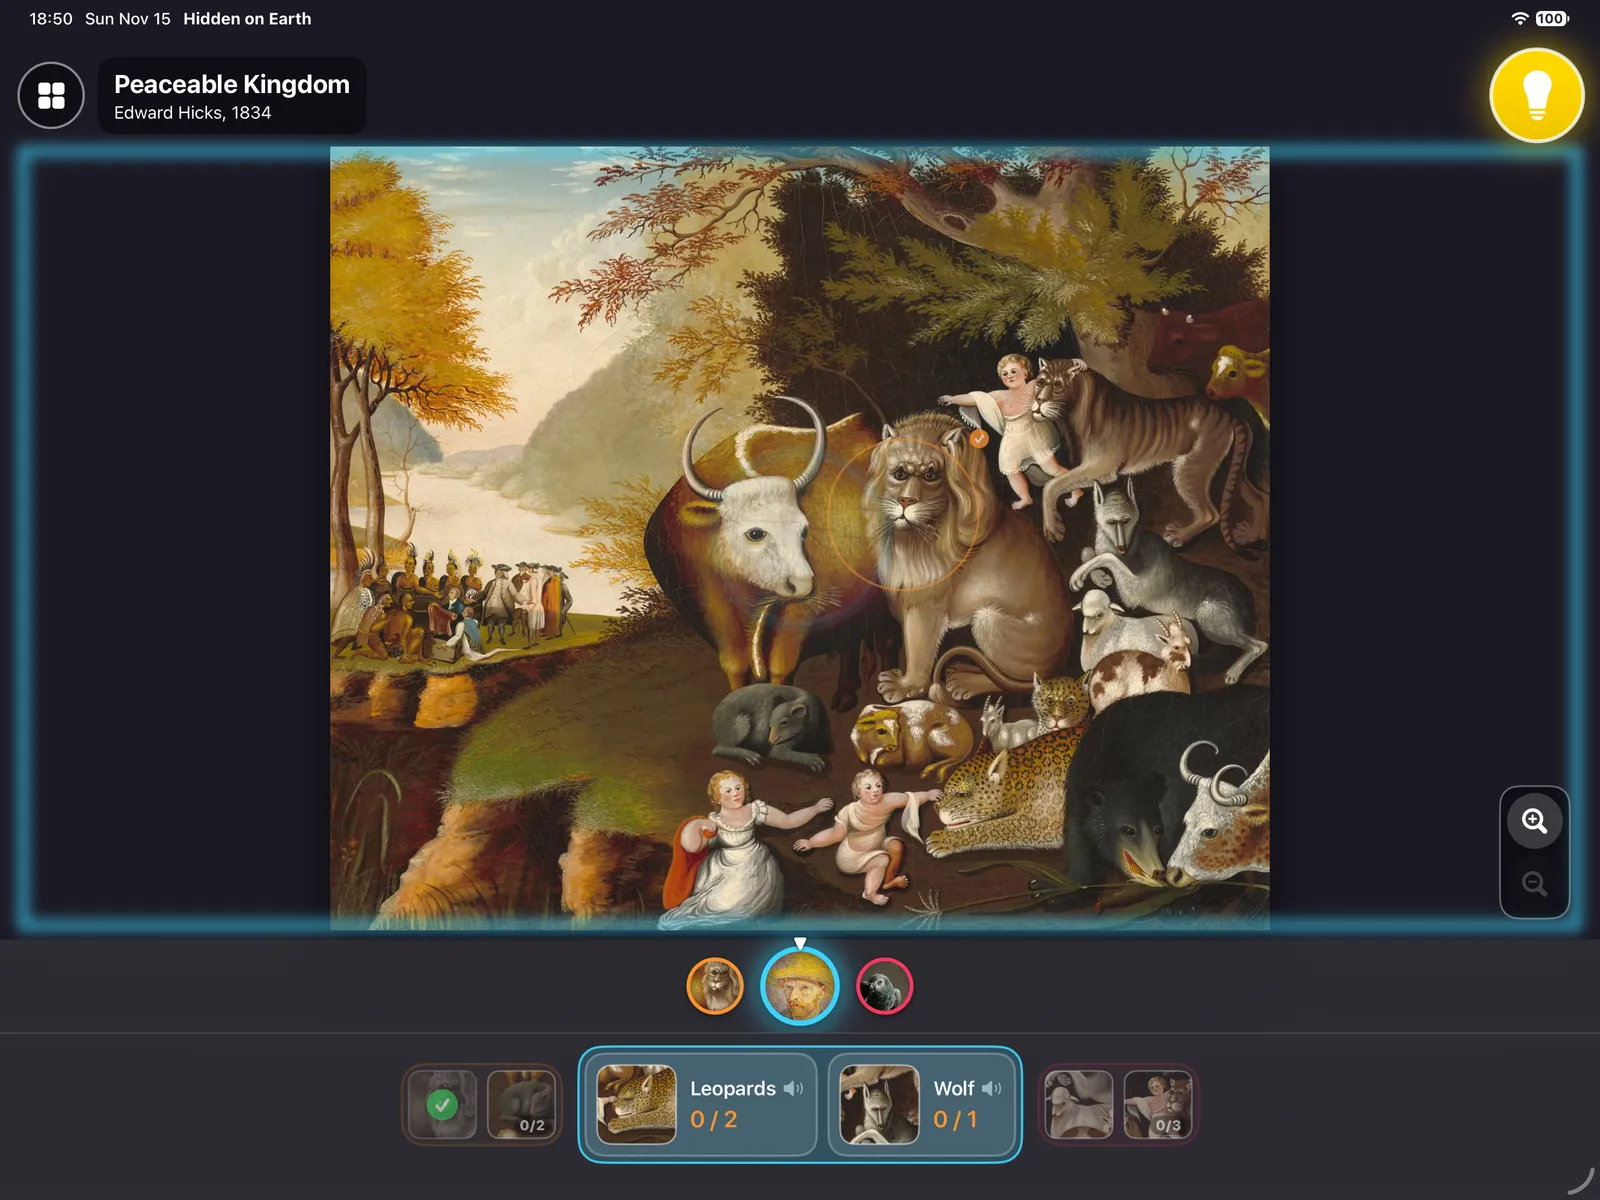 18:50 Sun Nov 15 Hidden on Earth
100
Peaceable Kingdom
Edward Hicks, 1834
0/2
Leopards
0 / 2
Wolf
0 / 1
0/3